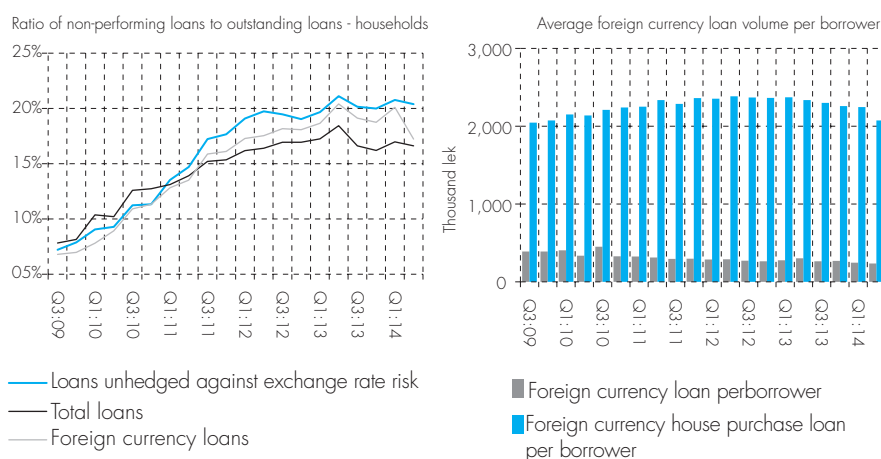 Ratio of non-performing loans to outstanding loans - households
25%
20%
15%
10%
05%
Q3:09
Q1:10
Q3:10
Q1:11
Q3:11
Q1:12
Q3:12
Q1:13
Q3:13
Q1:14
Loans unhedged against exchange rate risk
Total loans
Foreign currency loans
Average foreign currency loan volume per borrower
Thousand lek
3,000
2,000
1,000
0
Q3:09
Q1:10
Q3:10
Q1:11
Q3:11
Q1:12
Q3:12
Q1:13
Q3:13
Q1:14
Foreign currency loan perborrower
Foreign currency house purchase loan
per borrower